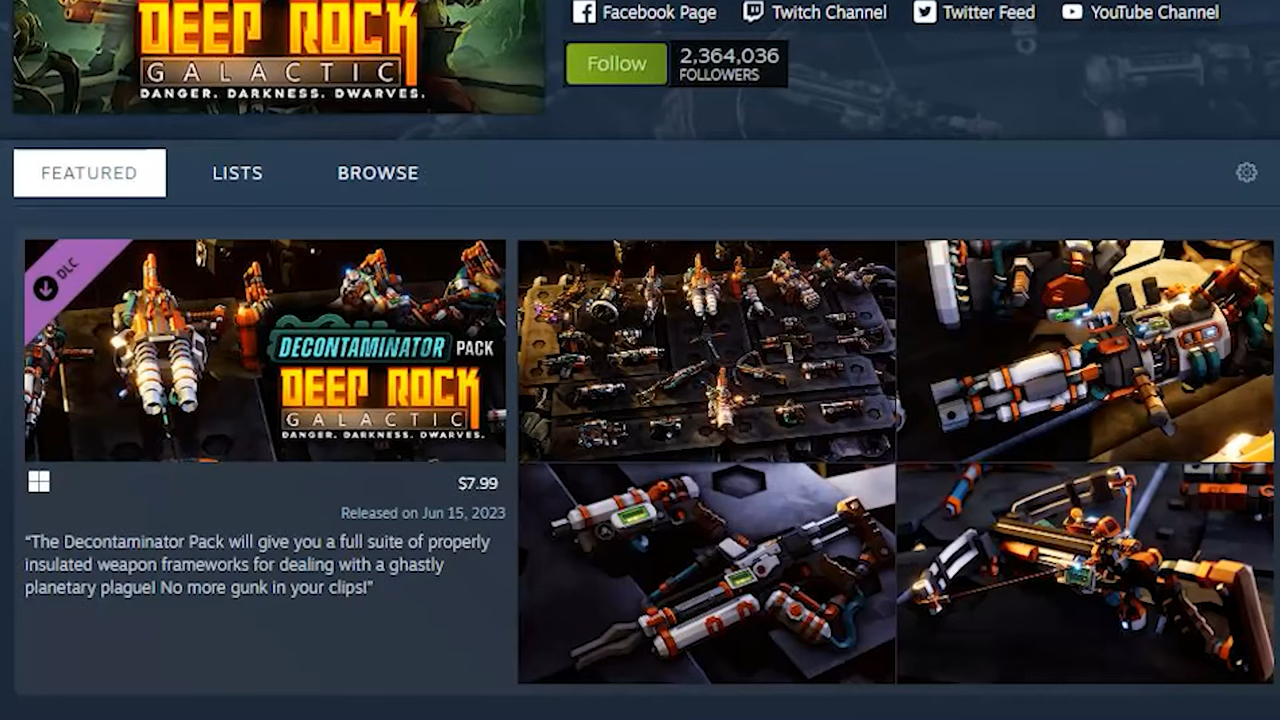 DEEP ROCK
GALACTIC
DANGER. DARKNESS. DWARVES.
Facebook Page
Twitch Channel
Twitter Feed
YouTube Channel
Follow
2,364,036
FOLLOWERS
FEATURED
LISTS
BROWSE
DLC
DECONTAMINATOR PACK
DEEP ROCK
GALACTIC
DANGER. DARKNESS. DWARVES.
$7.99
Released on Jun 15, 2023
“The Decontaminator Pack will give you a full suite of properly
insulated weapon frameworks for dealing with a ghastly
planetary plague! No more gunk in your clips!”